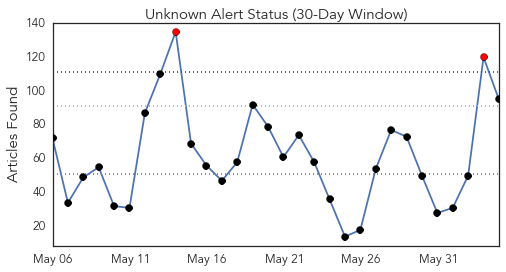 Unknown Alert Status (30-Day Window)
Articles Found
140
120
100
80
60
40
20
May 06
May 11
May 16
May 21
May 26
May 31